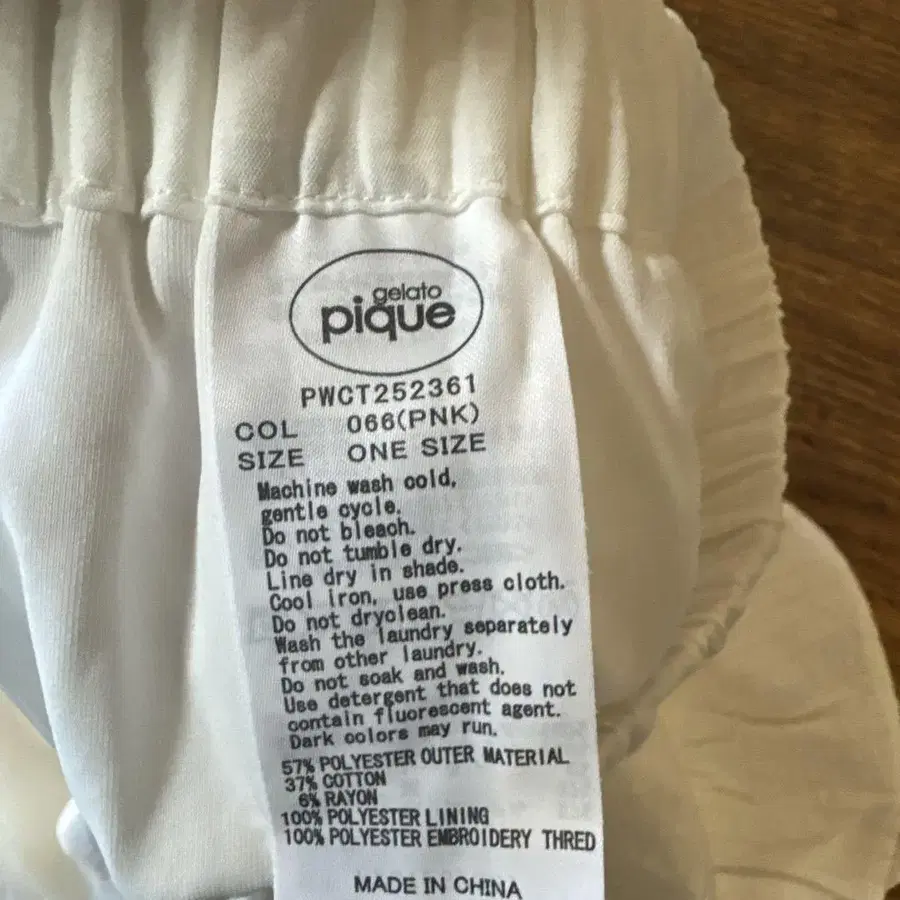 gelato
pique
PWCT252361
COL 066(PNK)
SIZE ONE SIZE
Machine wash cold,
gentle cycle.
Do not bleach.
Do not tumble dry.
Line dry in shade.
Cool iron, use press cloth.
Do not dryclean.
Wash the laundry separately
from other laundry.
Do not soak and wash.
Use detergent that does not
contain fluorescent agent.
Dark colors may run.
57% POLYESTER OUTER MATERIAL
37% COTTON
6% RAYON
100% POLYESTER LINING
100% POLYESTER EMBROIDERY THRED
MADE IN CHINA